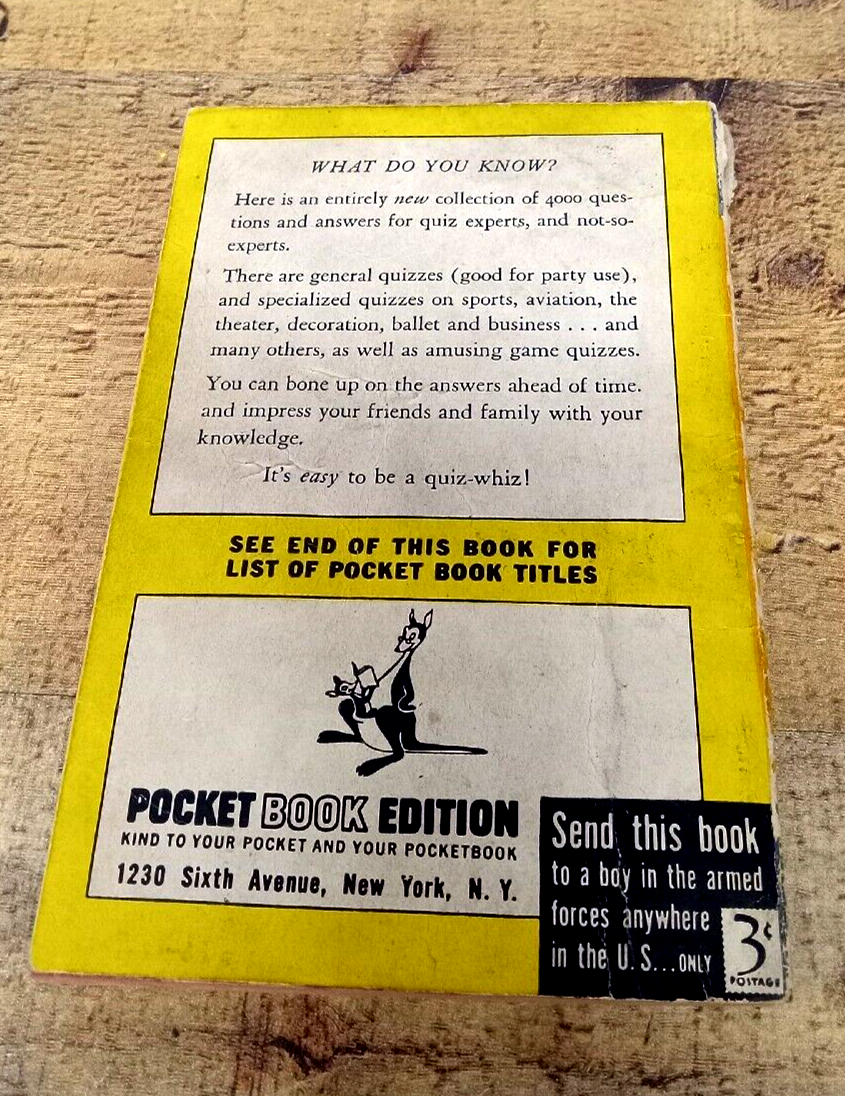 WHAT DO YOU KNOW?
Here is an entirely new collection of 4000 ques-
tions and answers for quiz experts, and not-so-
experts.
There are general quizzes (good for party use),
and specialized quizzes on sports, aviation, the
theater, decoration, ballet and business . . . and
many others, as well as amusing game quizzes.
You can bone up on the answers ahead of time.
and impress your friends and family with your
knowledge.
It's easy to be a quiz-whiz!
SEE END OF THIS BOOK FOR
LIST OF POCKET BOOK TITLES
POCKET BOOK EDITION
KIND TO YOUR POCKET AND YOUR POCKETBOOK
1230 Sixth Avenue, New York, N. Y.
Send this book
to a boy in the armed
forces anywhere
in the U. S...ONLY
3¢
POSTAGE